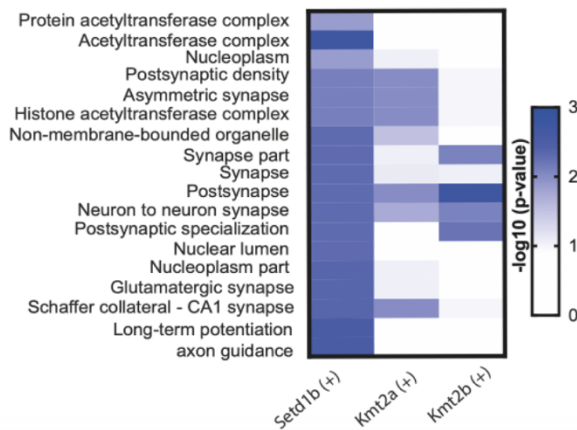 Protein acetyltransferase complex
Acetyltransferase complex
Nucleoplasm
Postsynaptic density
Asymmetric synapse
Histone acetyltransferase complex
Non-membrane-bounded organelle
Synapse part
Synapse
Postsynapse
Neuron to neuron synapse
Postsynaptic specialization
Nuclear lumen
Nucleoplasm part
Glutamatergic synapse
Schaffer collateral - CA1 synapse
Long-term potentiation
axon guidance
Setd1b (+)
Kmt2a (+)
Kmt2b (+)
3
2
1
0
-log10 (p-value)